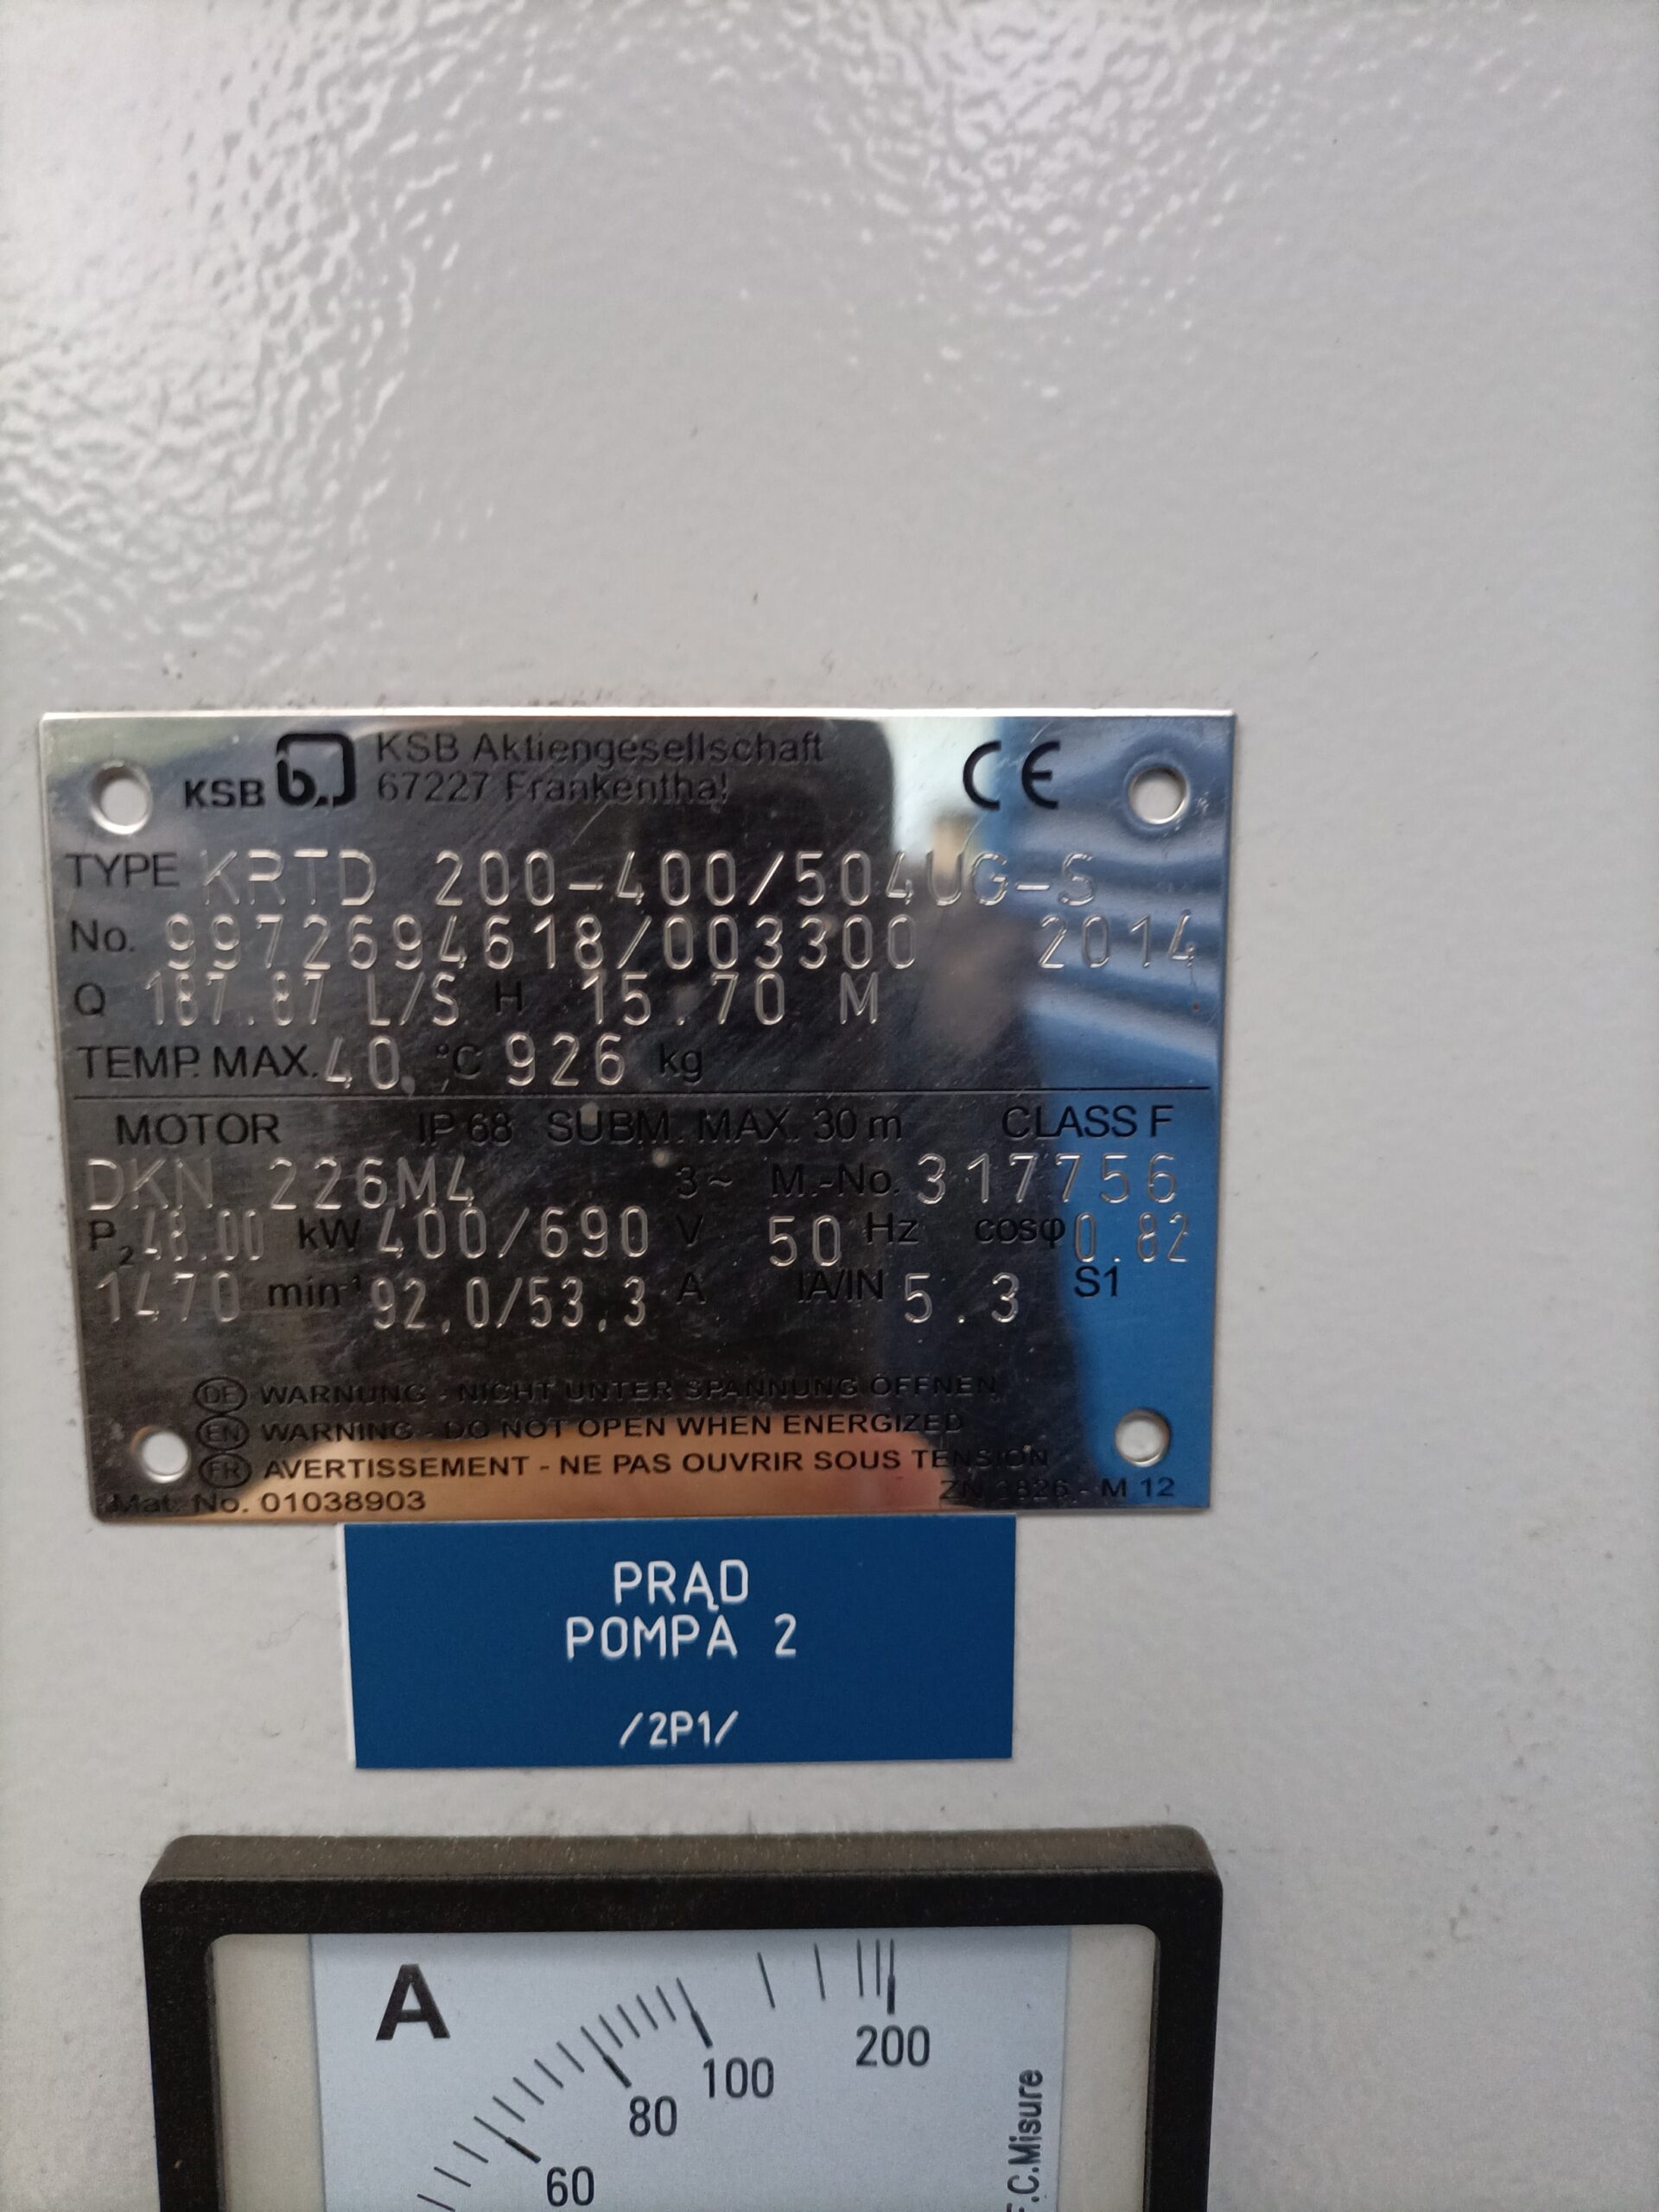 KSB KSB Aktiengesellschaft
67227 Frankenthal CE
TYPE KRTD 200-400/504UG-S
No. 9972694618/003300 2014
Q 187.87 L/S H 15.70 M
TEMP. MAX. 40 °C 926 kg
MOTOR IP 68 SUBM. MAX. 30 m CLASS F
DKN 226M4 3~ M.-No. 317756
P2 48.00 kW 400/690 V 50 Hz cosφ 0.82
1470 min-1 92,0/53,3 A IA/IN 5.3 S1
DE WARNUNG - NICHT UNTER SPANNUNG ÖFFNEN
EN WARNING - DO NOT OPEN WHEN ENERGIZED
FR AVERTISSEMENT - NE PAS OUVRIR SOUS TENSION
Mat. No. 01038903 ZN 3826 - M 12
PRĄD
POMPA 2
/2P1/
A
200
100
80
60
F.C.Misure